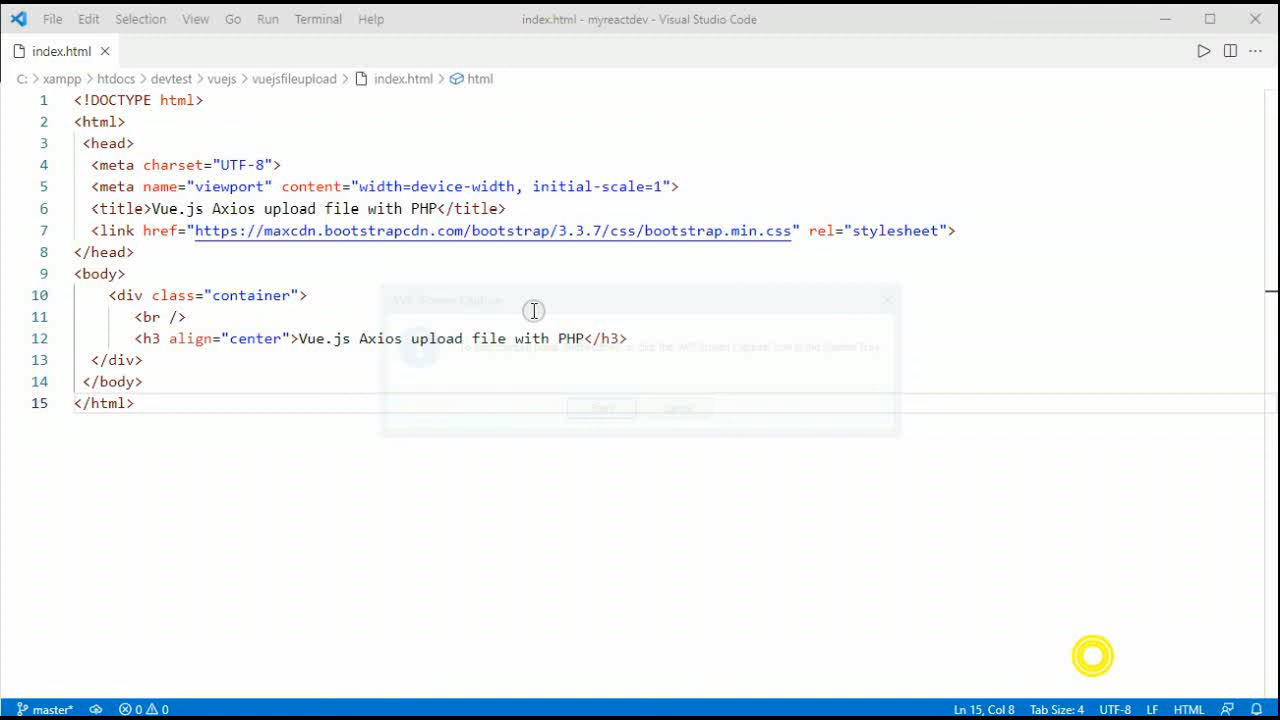 File Edit Selection View Go Run Terminal Help index.html - myreactdev - Visual Studio Code
index.html
C: > xampp > htdocs > devtest > vuejs > vuejsfileupload > index.html > html
1 <!DOCTYPE html>
2 <html>
3 <head>
4 <meta charset="UTF-8">
5 <meta name="viewport" content="width=device-width, initial-scale=1">
6 <title>Vue.js Axios upload file with PHP</title>
7 <link href="https://maxcdn.bootstrapcdn.com/bootstrap/3.3.7/css/bootstrap.min.css" rel="stylesheet">
8 </head>
9 <body>
10 <div class="container">
11 <br />
12 <h3 align="center">Vue.js Axios upload file with PHP</h3>
13 </div>
14 </body>
15 </html>
master* 0 0 Ln 15, Col 8 Tab Size: 4 UTF-8 LF HTML